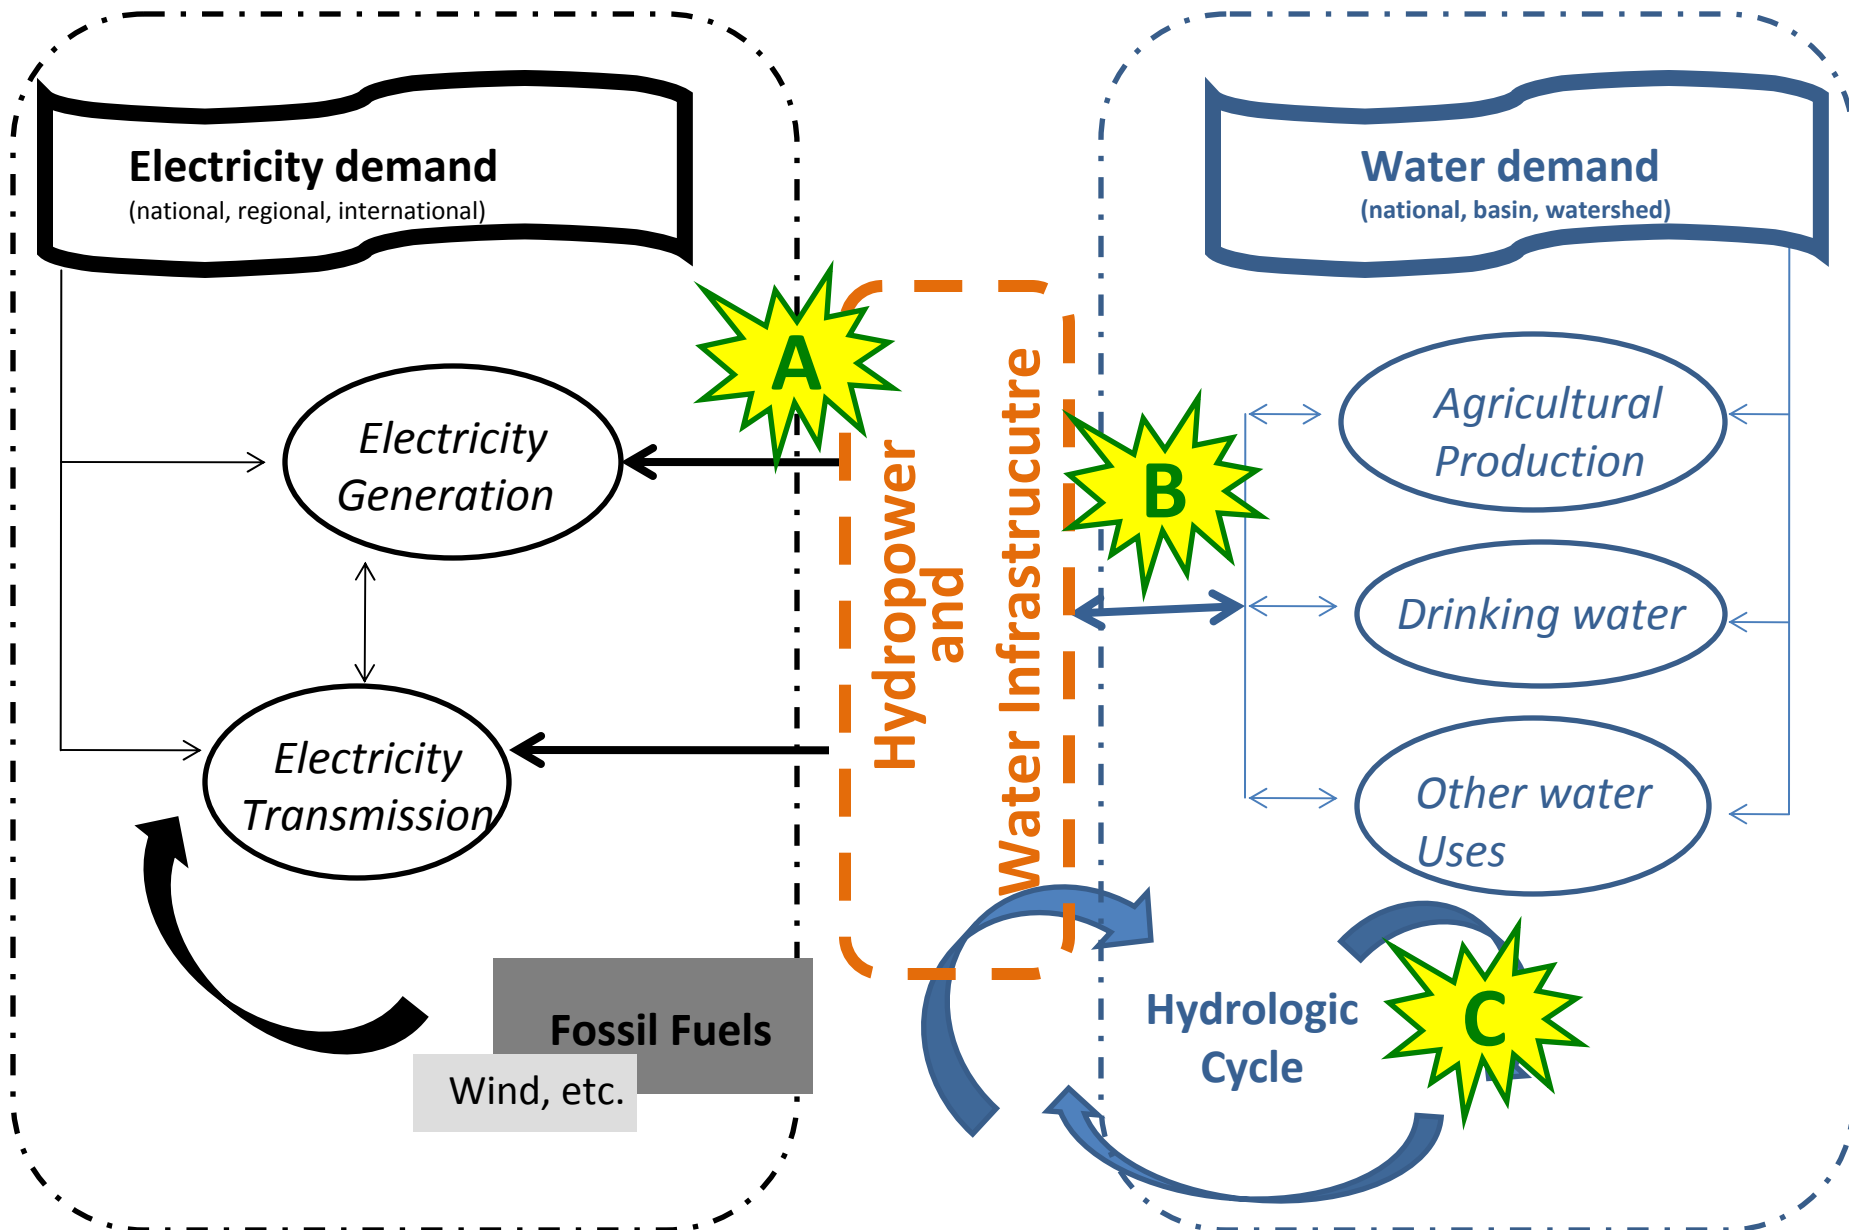 Electricity demand
(national, regional, international)
Water demand
(national, basin, watershed)
A
Electricity
Generation
Hydropower
and
Water Infrastrucutre
B
Agricultural
Production
Drinking water
Electricity
Transmission
Other water
Uses
Fossil Fuels
Wind, etc.
Hydrologic
Cycle
C